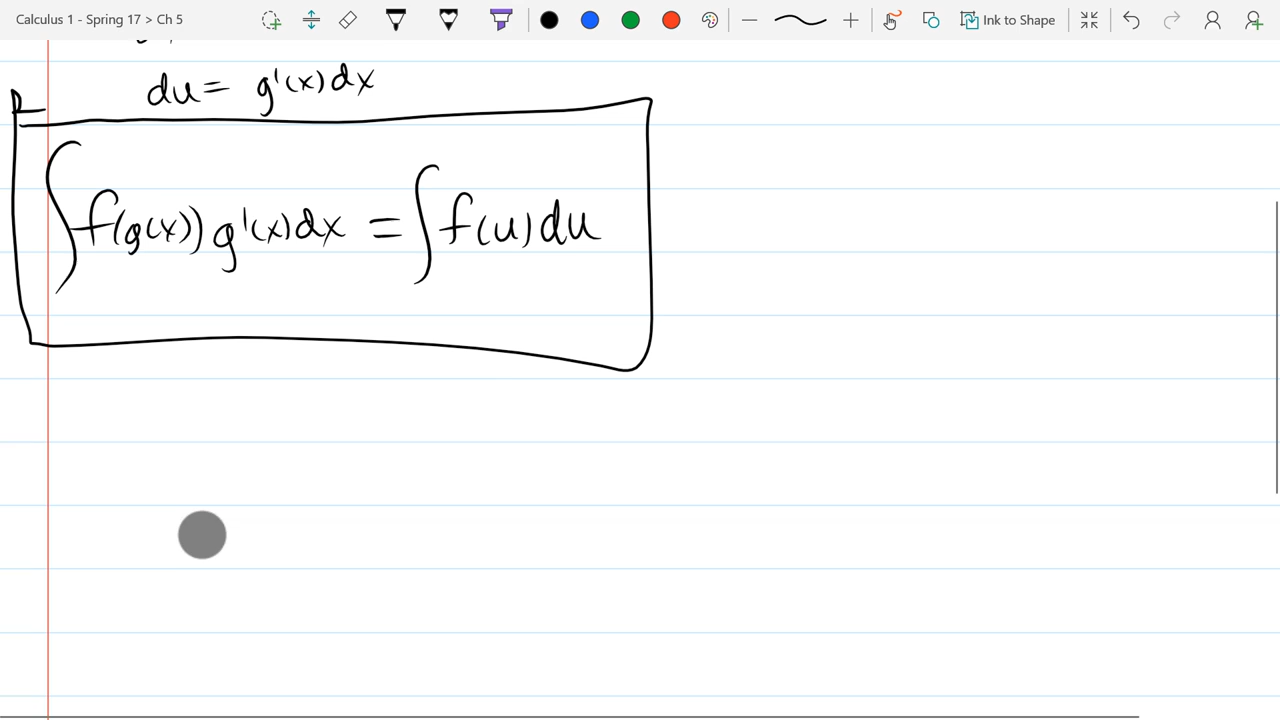 Calculus 1 - Spring 17 > Ch 5
Ink to Shape
du = g'(x)dx
∫f(g(x))g'(x)dx = ∫f(u)du